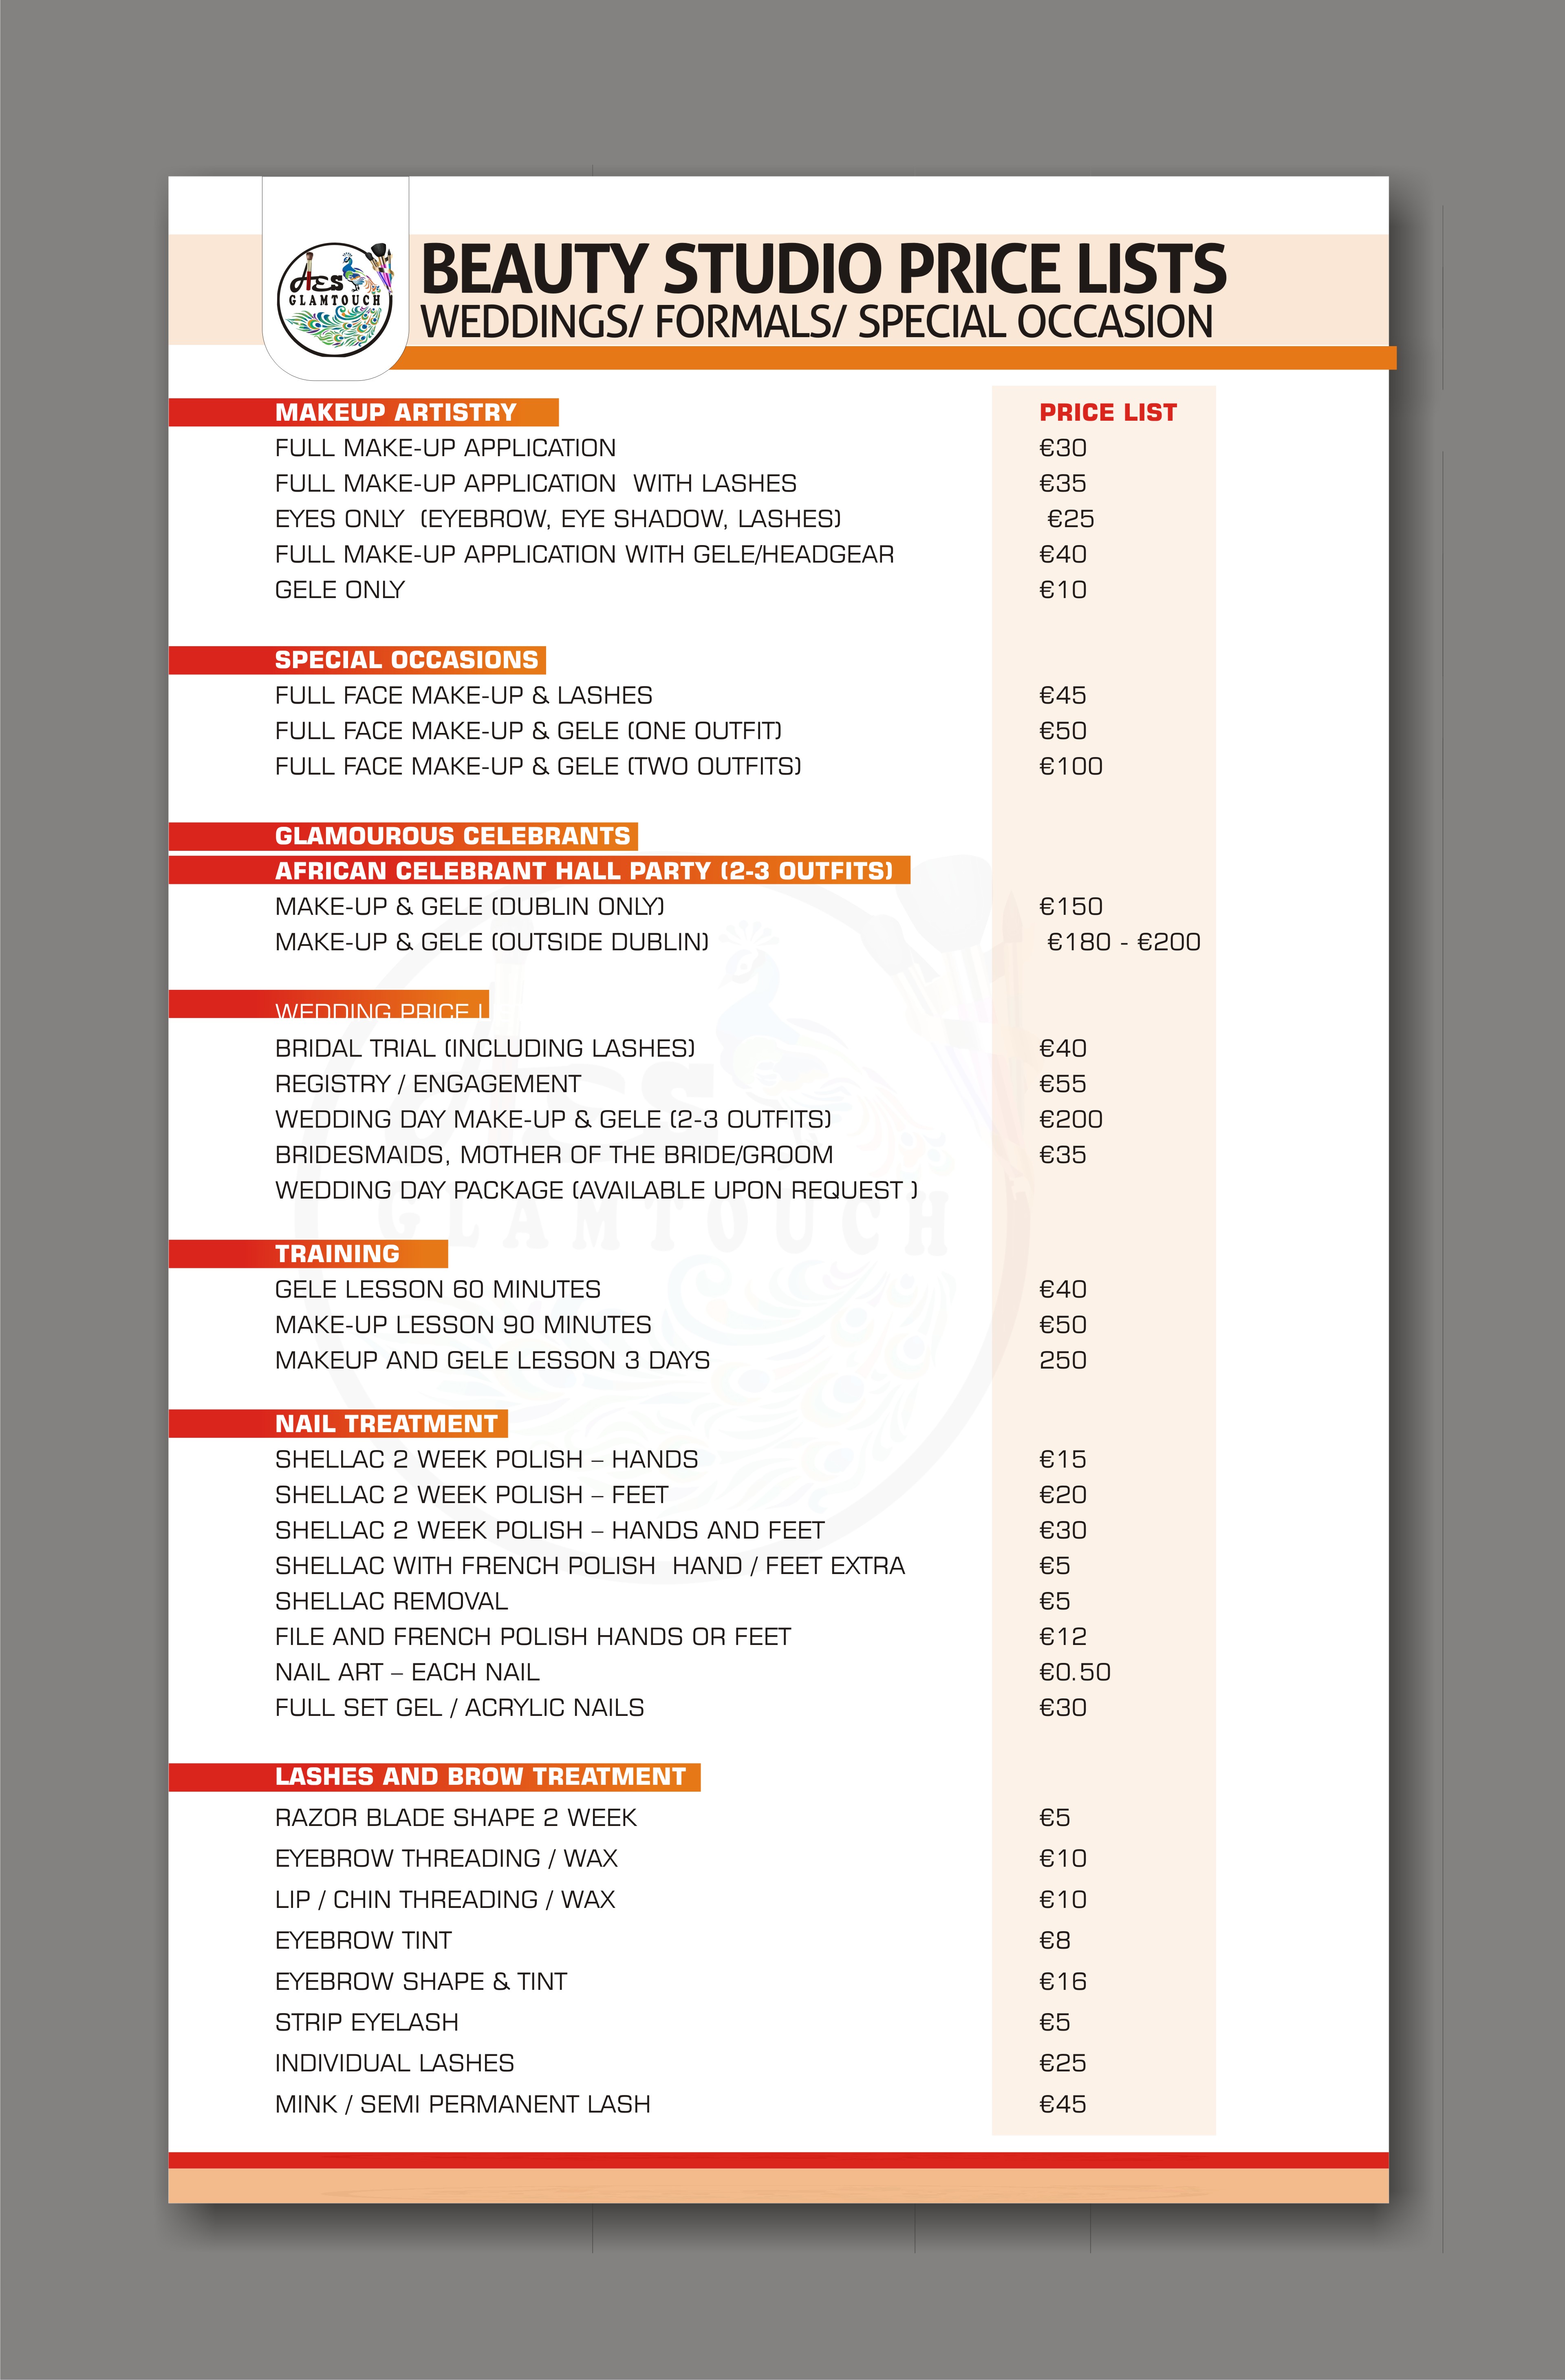 AES
GLAMTOUCH
BEAUTY STUDIO PRICE LISTS
WEDDINGS/ FORMALS/ SPECIAL OCCASION
MAKEUP ARTISTRY PRICE LIST
FULL MAKE-UP APPLICATION €30
FULL MAKE-UP APPLICATION WITH LASHES €35
EYES ONLY (EYEBROW, EYE SHADOW, LASHES) €25
FULL MAKE-UP APPLICATION WITH GELE/HEADGEAR €40
GELE ONLY €10
SPECIAL OCCASIONS
FULL FACE MAKE-UP & LASHES €45
FULL FACE MAKE-UP & GELE (ONE OUTFIT) €50
FULL FACE MAKE-UP & GELE (TWO OUTFITS) €100
GLAMOUROUS CELEBRANTS
AFRICAN CELEBRANT HALL PARTY (2-3 OUTFITS)
MAKE-UP & GELE (DUBLIN ONLY) €150
MAKE-UP & GELE (OUTSIDE DUBLIN) €180 - €200
WEDDING PRICE
BRIDAL TRIAL (INCLUDING LASHES) €40
REGISTRY / ENGAGEMENT €55
WEDDING DAY MAKE-UP & GELE (2-3 OUTFITS) €200
BRIDESMAIDS, MOTHER OF THE BRIDE/GROOM €35
WEDDING DAY PACKAGE (AVAILABLE UPON REQUEST )
AES
GLAMTOUCH
TRAINING
GELE LESSON 60 MINUTES €40
MAKE-UP LESSON 90 MINUTES €50
MAKEUP AND GELE LESSON 3 DAYS 250
NAIL TREATMENT
SHELLAC 2 WEEK POLISH – HANDS €15
SHELLAC 2 WEEK POLISH – FEET €20
SHELLAC 2 WEEK POLISH – HANDS AND FEET €30
SHELLAC WITH FRENCH POLISH HAND / FEET EXTRA €5
SHELLAC REMOVAL €5
FILE AND FRENCH POLISH HANDS OR FEET €12
NAIL ART – EACH NAIL €0.50
FULL SET GEL / ACRYLIC NAILS €30
LASHES AND BROW TREATMENT
RAZOR BLADE SHAPE 2 WEEK €5
EYEBROW THREADING / WAX €10
LIP / CHIN THREADING / WAX €10
EYEBROW TINT €8
EYEBROW SHAPE & TINT €16
STRIP EYELASH €5
INDIVIDUAL LASHES €25
MINK / SEMI PERMANENT LASH €45